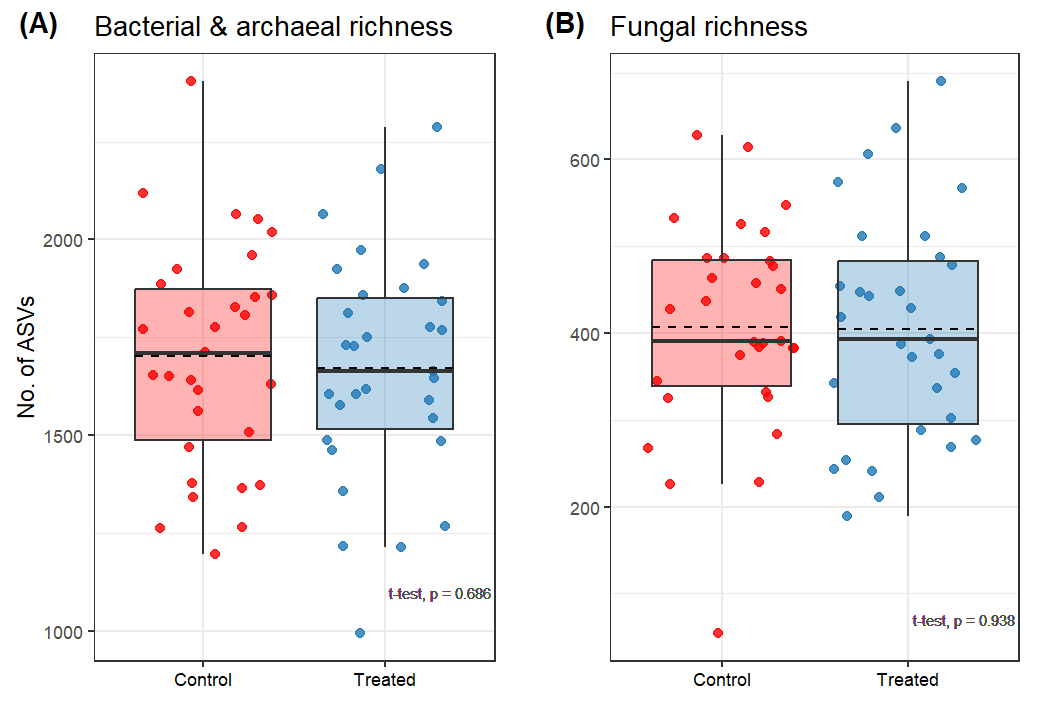 (A) Bacterial & archaeal richness
No. of ASVs
2000
1500
1000
t-test, p = 0.686
Control Treated
(B) Fungal richness
600
400
200
t-test, p = 0.938
Control Treated